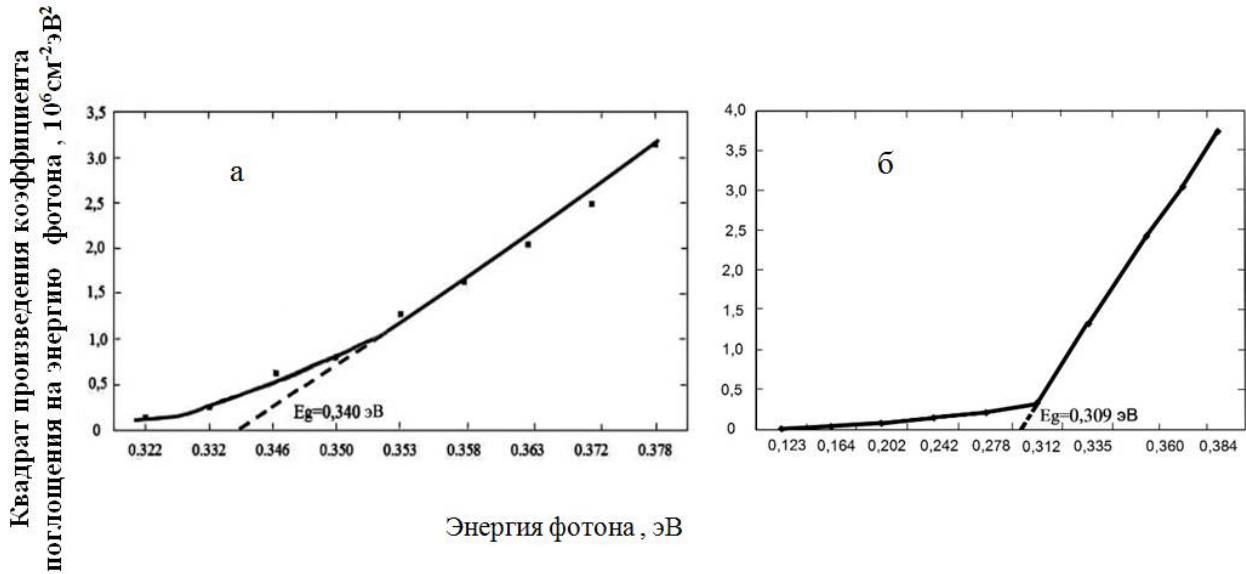 Квадрат произведения коэффициента
поглощения на энергию фотона , 10⁶см⁻²эВ²
3,5
3,0
2,5
2,0
1,5
1,0
0,5
0
а
Eg=0,340 эВ
0.322 0.332 0.346 0.350 0.353 0.358 0.363 0.372 0.378
4,0
3,5
3,0
2,5
2,0
1,5
1,0
0,5
0
б
Eg=0,309 эВ
0,123 0,164 0,202 0,242 0,278 0,312 0,335 0,360 0,384
Энергия фотона , эВ